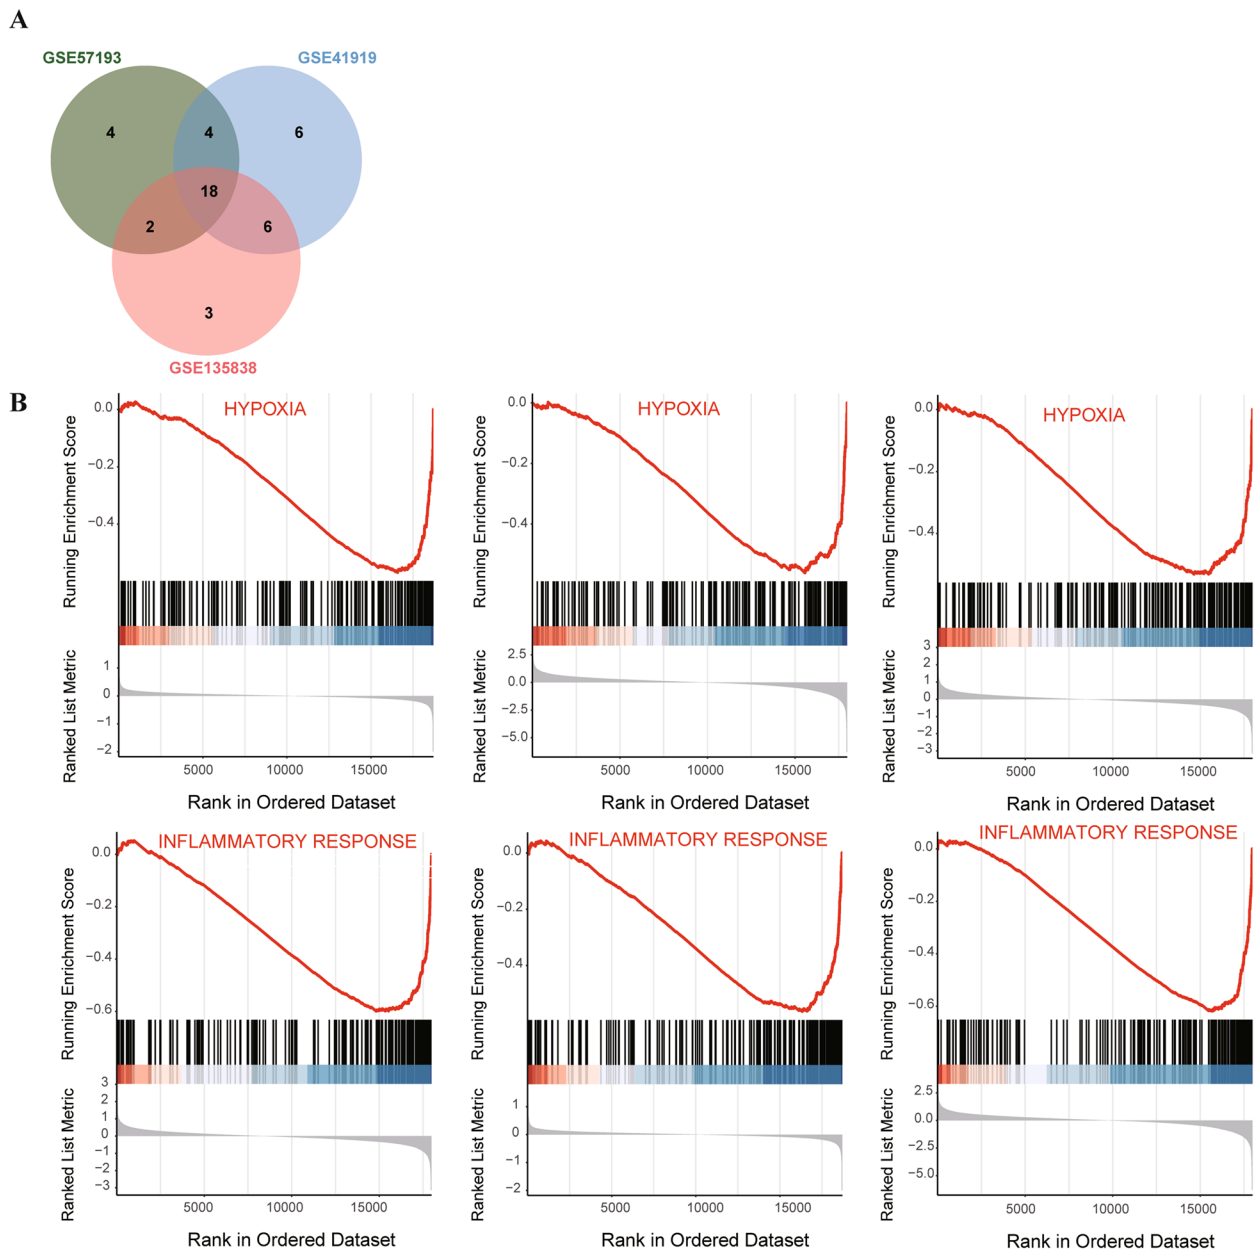 A
GSE57193
GSE41919
4
4
6
18
2
6
3
GSE135838
B
HYPOXIA
Running Enrichment Score
0.0
−0.2
−0.4
Ranked List Metric
1
0
−1
−2
5000
10000
15000
Rank in Ordered Dataset
HYPOXIA
Running Enrichment Score
0.0
−0.2
−0.4
Ranked List Metric
2.5
0.0
−2.5
−5.0
5000
10000
15000
Rank in Ordered Dataset
HYPOXIA
Running Enrichment Score
0.0
−0.2
−0.4
Ranked List Metric
3
2
1
0
−1
−2
−3
5000
10000
15000
Rank in Ordered Dataset
INFLAMMATORY RESPONSE
Running Enrichment Score
0.0
−0.2
−0.4
−0.6
Ranked List Metric
3
2
1
0
−1
−2
−3
5000
10000
15000
Rank in Ordered Dataset
INFLAMMATORY RESPONSE
Running Enrichment Score
0.0
−0.2
−0.4
Ranked List Metric
1
0
−1
−2
5000
10000
15000
Rank in Ordered Dataset
INFLAMMATORY RESPONSE
Running Enrichment Score
0.0
−0.2
−0.4
−0.6
Ranked List Metric
2.5
0.0
−2.5
−5.0
5000
10000
15000
Rank in Ordered Dataset